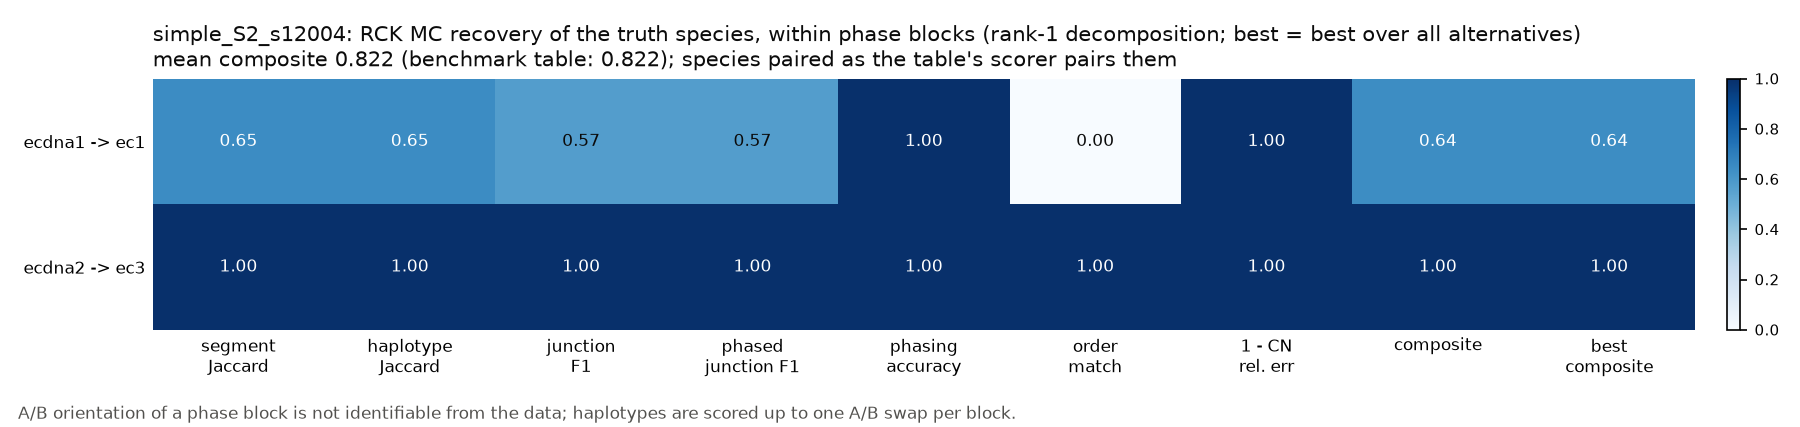 simple_S2_s12004: RCK MC recovery of the truth species, within phase blocks (rank-1 decomposition; best = best over all alternatives)
mean composite 0.822 (benchmark table: 0.822); species paired as the table's scorer pairs them
ecdna1 -> ec1 0.65 0.65 0.57 0.57 1.00 0.00 1.00 0.64 0.64
ecdna2 -> ec3 1.00 1.00 1.00 1.00 1.00 1.00 1.00 1.00 1.00
segment
Jaccard
haplotype
Jaccard
junction
F1
phased
junction F1
phasing
accuracy
order
match
1 - CN
rel. err
composite
best
composite
1.0
0.8
0.6
0.4
0.2
0.0
A/B orientation of a phase block is not identifiable from the data; haplotypes are scored up to one A/B swap per block.